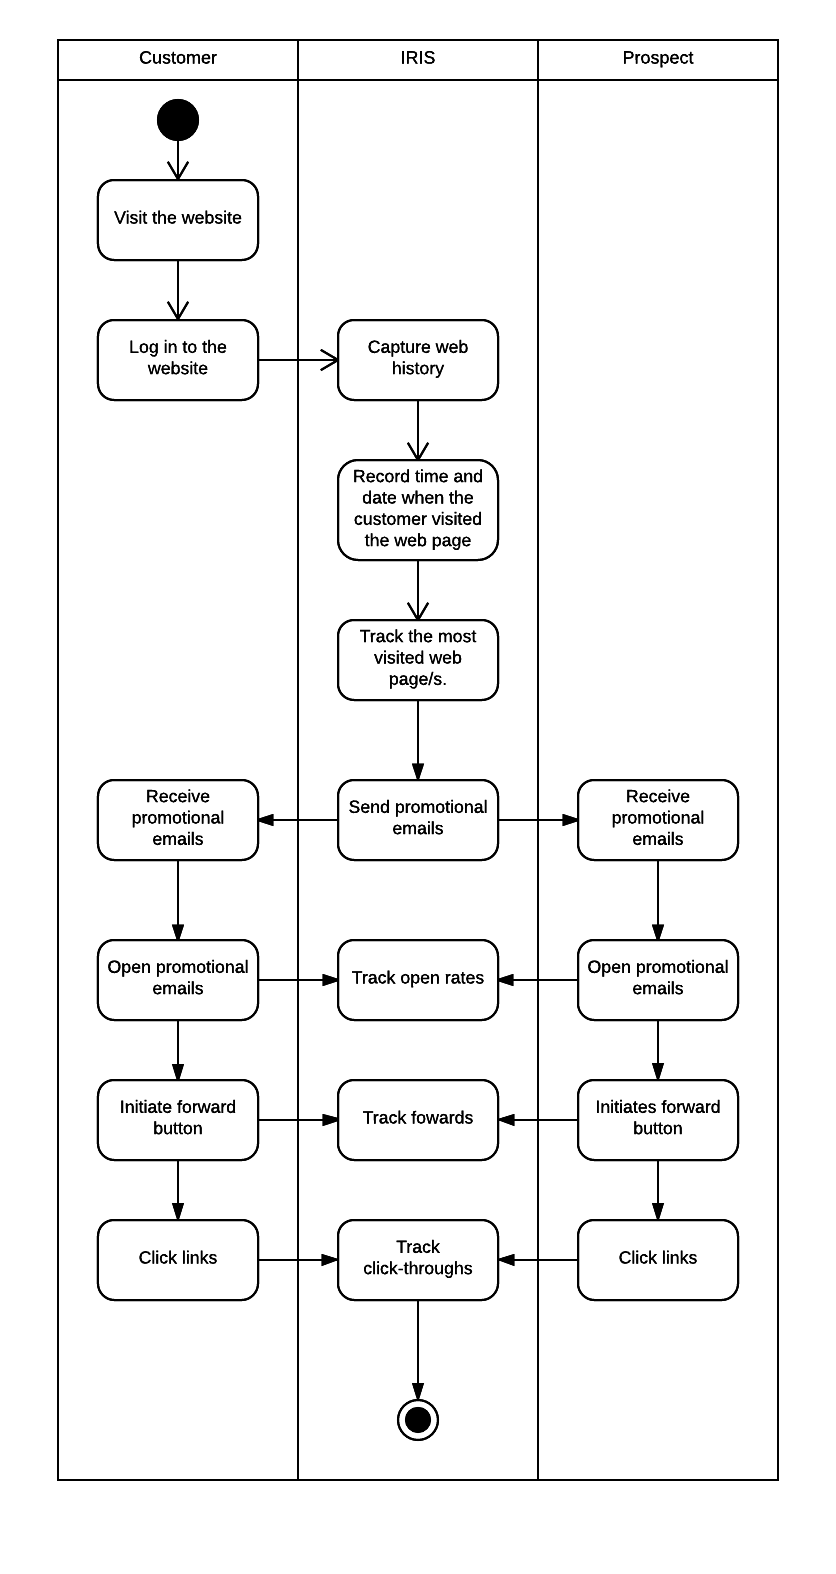 Customer
IRIS
Prospect
Visit the website
Log in to the
website
Capture web
history
Record time and
date when the
customer visited
the web page
Track the most
visited web
page/s.
Receive
promotional
emails
Send promotional
emails
Receive
promotional
emails
Open promotional
emails
Track open rates
Open promotional
emails
Initiate forward
button
Track fowards
Initiates forward
button
Click links
Track
click-throughs
Click links